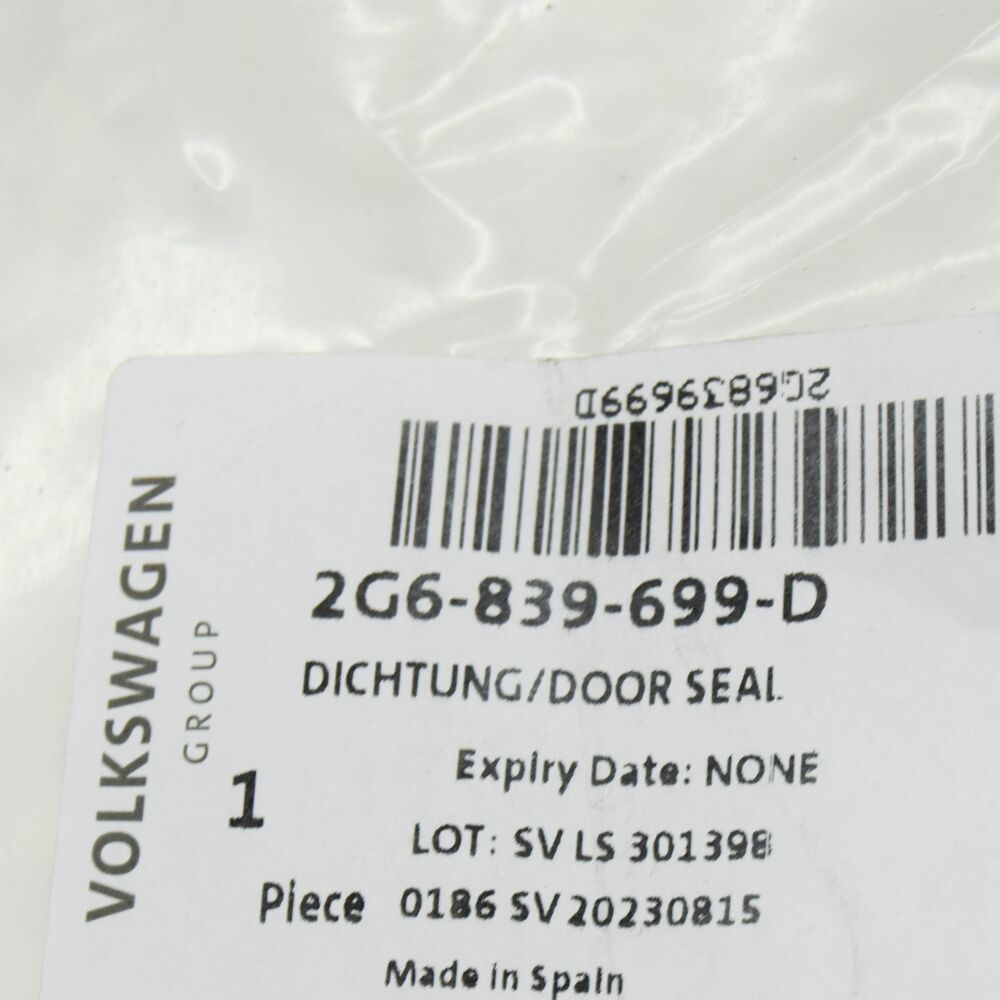 2G6839699D
2G6-839-699-D
DICHTUNG/DOOR SEAL
Expiry Date: NONE
LOT: SV LS 301398
1
Piece 0186 SV 20230815
Made in Spain
VOLKSWAGEN
GROUP